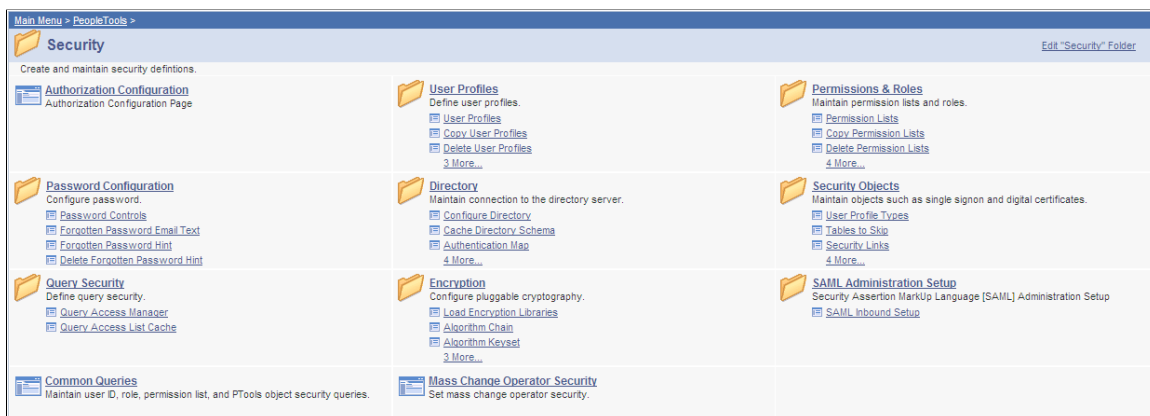 Main Menu > PeopleTools >
Security
Edit "Security" Folder
Create and maintain security defintions.
Authorization Configuration
Authorization Configuration Page
User Profiles
Define user profiles.
User Profiles
Copy User Profiles
Delete User Profiles
3 More...
Permissions & Roles
Maintain permission lists and roles.
Permission Lists
Copy Permission Lists
Delete Permission Lists
4 More...
Password Configuration
Configure password.
Password Controls
Forgotten Password Email Text
Forgotten Password Hint
Delete Forgotten Password Hint
Directory
Maintain connection to the directory server.
Configure Directory
Cache Directory Schema
Authentication Map
4 More...
Security Objects
Maintain objects such as single signon and digital certificates.
User Profile Types
Tables to Skip
Security Links
4 More...
Query Security
Define query security.
Query Access Manager
Query Access List Cache
Encryption
Configure pluggable cryptography.
Load Encryption Libraries
Algorithm Chain
Algorithm Keyset
3 More...
SAML Administration Setup
Security Assertion MarkUp Language [SAML] Administration Setup
SAML Inbound Setup
Common Queries
Maintain user ID, role, permission list, and PTools object security queries.
Mass Change Operator Security
Set mass change operator security.